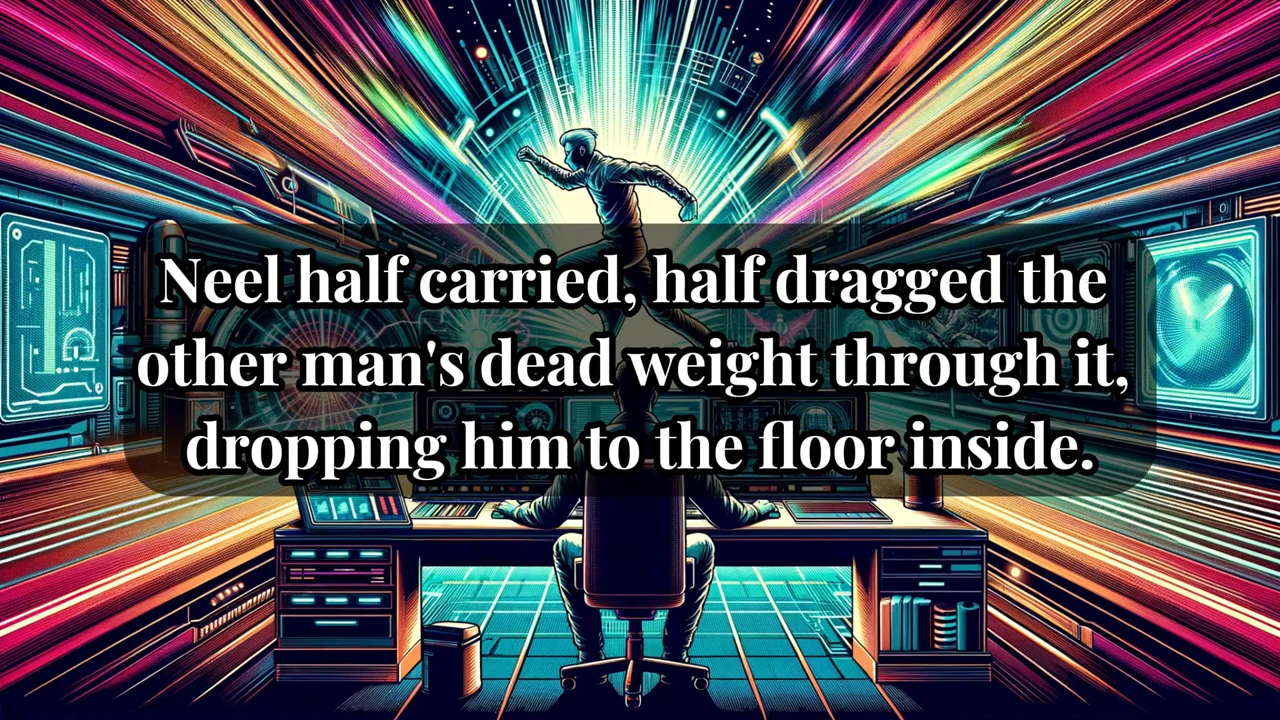 Neel half carried, half dragged the
other man's dead weight through it,
dropping him to the floor inside.